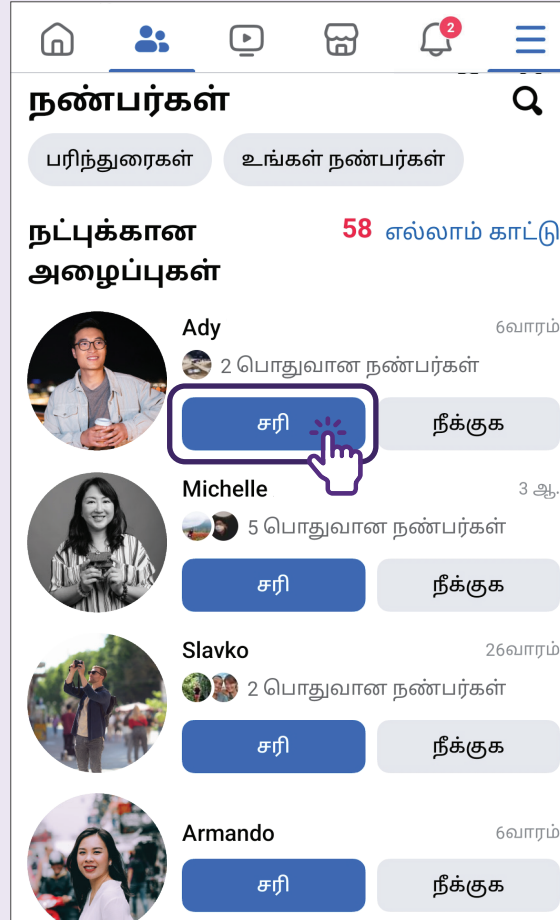 2
நண்பர்கள்
பரிந்துரைகள் உங்கள் நண்பர்கள்
நட்புக்கான 58 எல்லாம் காட்டு
அழைப்புகள்
Ady 6வாரம்
2 பொதுவான நண்பர்கள்
சரி நீக்குக
Michelle 3 ஆ.
5 பொதுவான நண்பர்கள்
சரி நீக்குக
Slavko 26வாரம்
2 பொதுவான நண்பர்கள்
சரி நீக்குக
Armando 6வாரம்
சரி நீக்குக